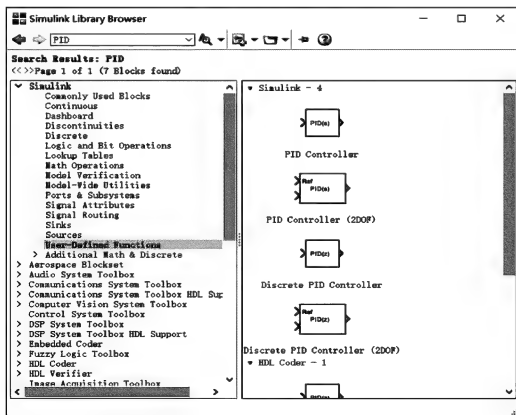 Simulink Library Browser
PID
Search Results: PID
<<>>Page 1 of 1 (7 Blocks found)
Simulink
Commonly Used Blocks
Continuous
Dashboard
Discontinuities
Discrete
Logic and Bit Operations
Lookup Tables
Math Operations
Model Verification
Model-Wide Utilities
Ports & Subsystems
Signal Attributes
Signal Routing
Sinks
Sources
User-Defined Functions
> Additional Math & Discrete
> Aerospace Blockset
> Audio System Toolbox
> Communications System Toolbox
> Communications System Toolbox HDL Sup
> Computer Vision System Toolbox
Control System Toolbox
> DSP System Toolbox
> DSP System Toolbox HDL Support
> Embedded Coder
> Fuzzy Logic Toolbox
> HDL Coder
> HDL Verifier
Image Acquisition Toolbox
Simulink - 4
PID(s)
PID Controller
Ref
PID(s)
PID Controller (2DOF)
PID(z)
Discrete PID Controller
Ref
PID(z)
Discrete PID Controller (2DOF)
HDL Coder - 1